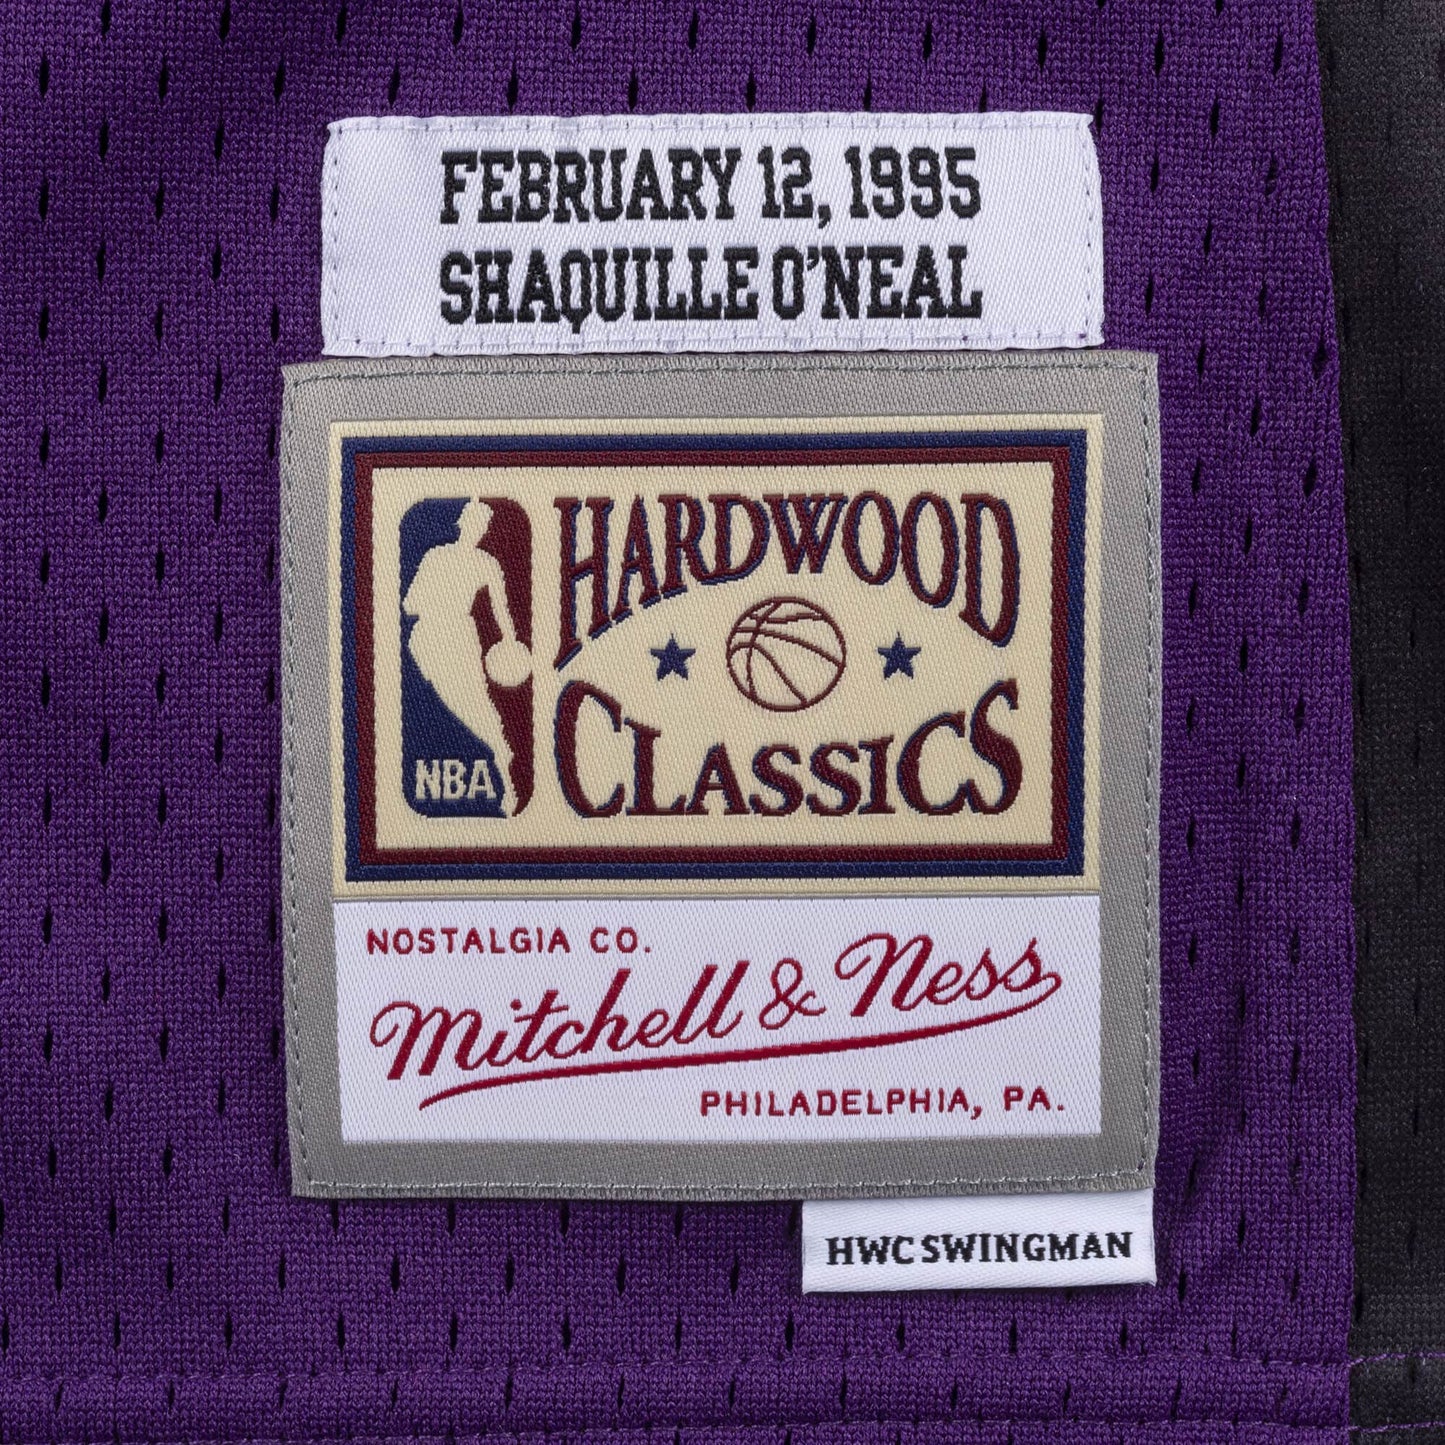 FEBRUARY 12, 1995
SHAQUILLE O'NEAL
HARDWOOD
CLASSICS
NBA
NOSTALGIA CO.
Mitchell & Ness
PHILADELPHIA, PA.
HWC SWINGMAN